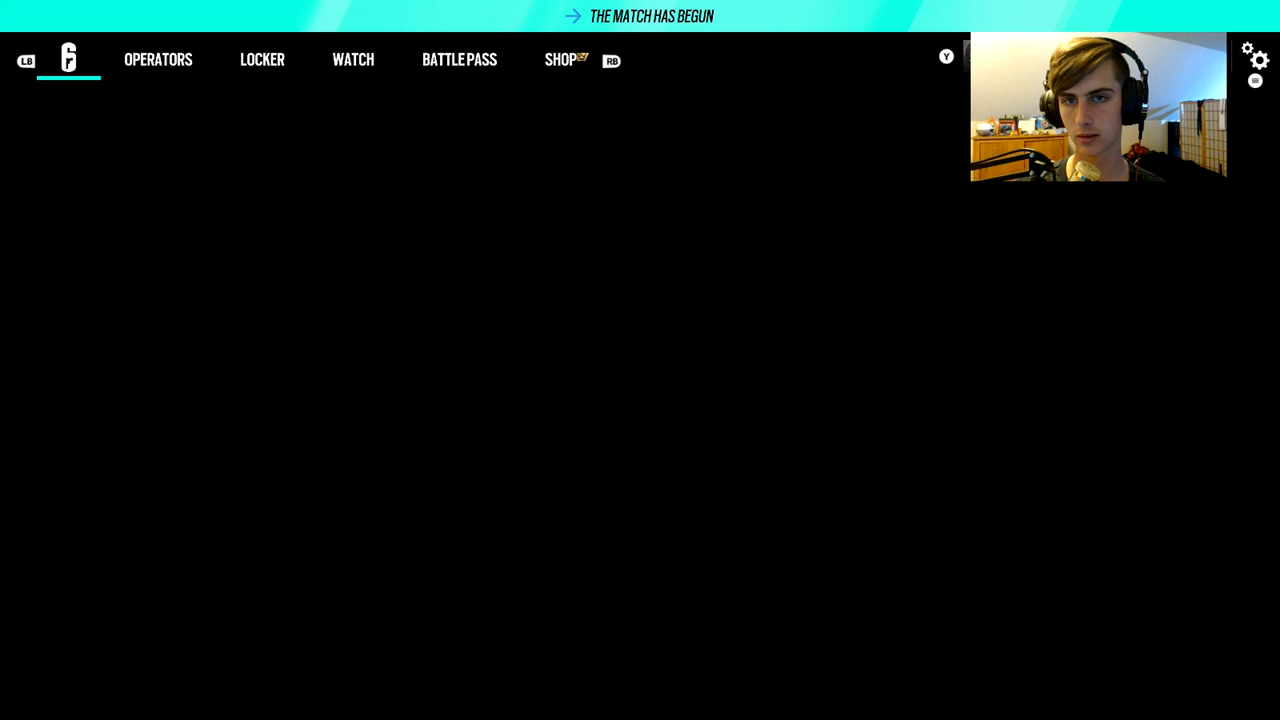 THE MATCH HAS BEGUN
LB OPERATORS LOCKER WATCH BATTLE PASS SHOP RB Y